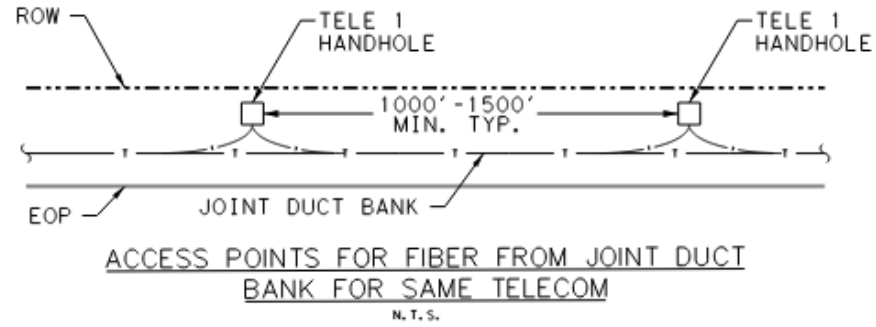 ROW
TELE 1
HANDHOLE
TELE 1
HANDHOLE
1000'-1500'
MIN. TYP.
T T T T T T T
EOP
JOINT DUCT BANK
ACCESS POINTS FOR FIBER FROM JOINT DUCT
BANK FOR SAME TELECOM
N.T.S.